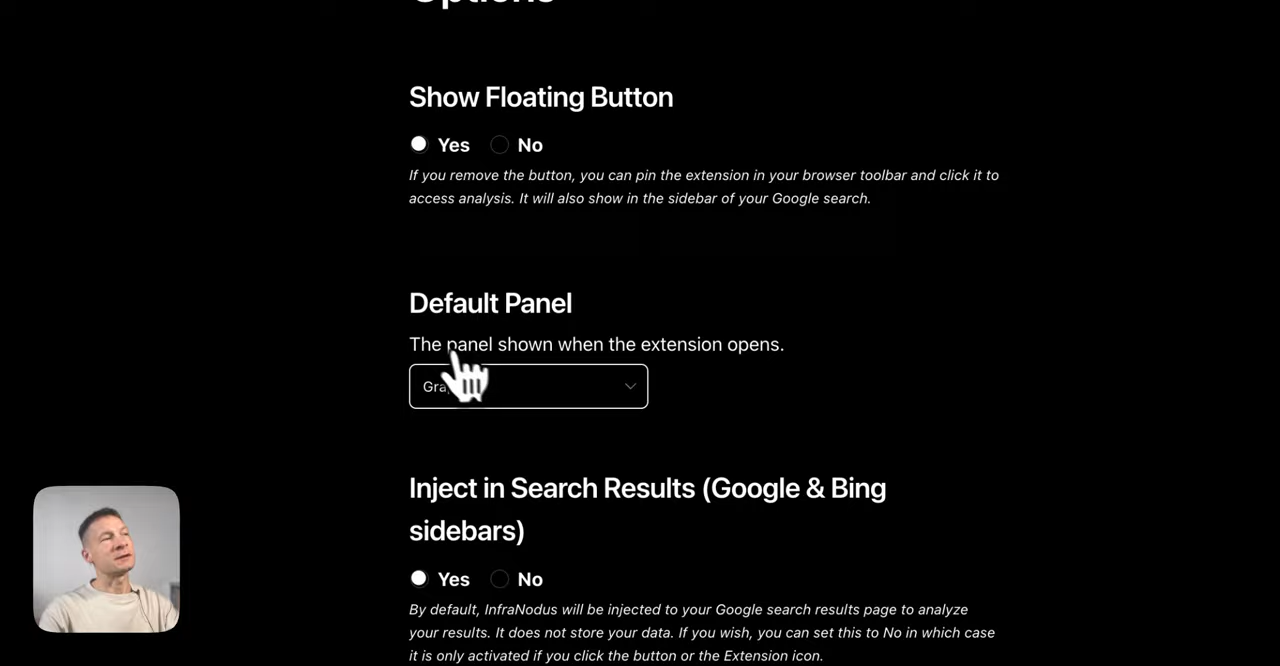 Options
Show Floating Button
Yes No
If you remove the button, you can pin the extension in your browser toolbar and click it to
access analysis. It will also show in the sidebar of your Google search.
Default Panel
The panel shown when the extension opens.
Inject in Search Results (Google & Bing
sidebars)
Yes No
By default, InfraNodus will be injected to your Google search results page to analyze
your results. It does not store your data. If you wish, you can set this to No in which case
it is only activated if you click the button or the Extension icon.